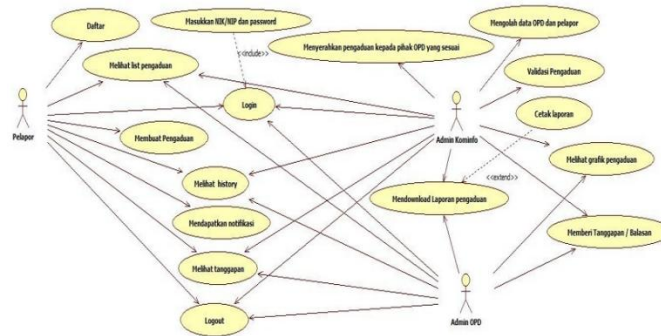 Daftar
Masukkan NIK/NIP dan password
Mengolah data OPD dan pelapor
Menyerahkan pengaduan kepada pihak OPD yang sesuai
<<include>>
Melihat list pengaduan
Validasi Pengaduan
Login
Cetak laporan
Pelapor
Admin Kominfo
Membuat Pengaduan
Melihat grafik pengaduan
<<extend>>
Melihat history
Mendownload Laporan pengaduan
Mendapatkan notifikasi
Memberi Tanggapan / Balasan
Melihat tanggapan
Logout
Admin OPD